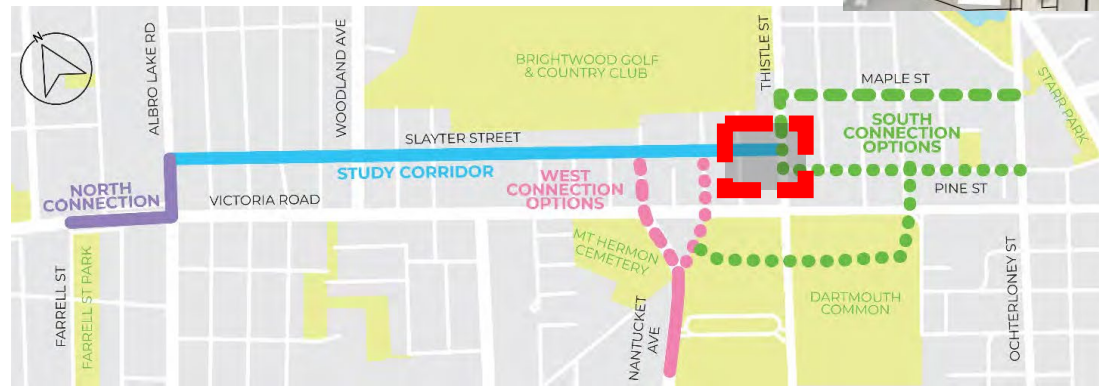 N
ALBRO LAKE RD
WOODLAND AVE
BRIGHTWOOD GOLF
& COUNTRY CLUB
THISTLE ST
MAPLE ST
STARR PARK
SLAYTER STREET
SOUTH
CONNECTION
OPTIONS
STUDY CORRIDOR
WEST
CONNECTION
OPTIONS
NORTH
CONNECTION
VICTORIA ROAD
PINE ST
MT HERMON
CEMETERY
FARRELL ST
FARRELL ST PARK
NANTUCKET
AVE
DARTMOUTH
COMMON
OCHTERLONEY ST